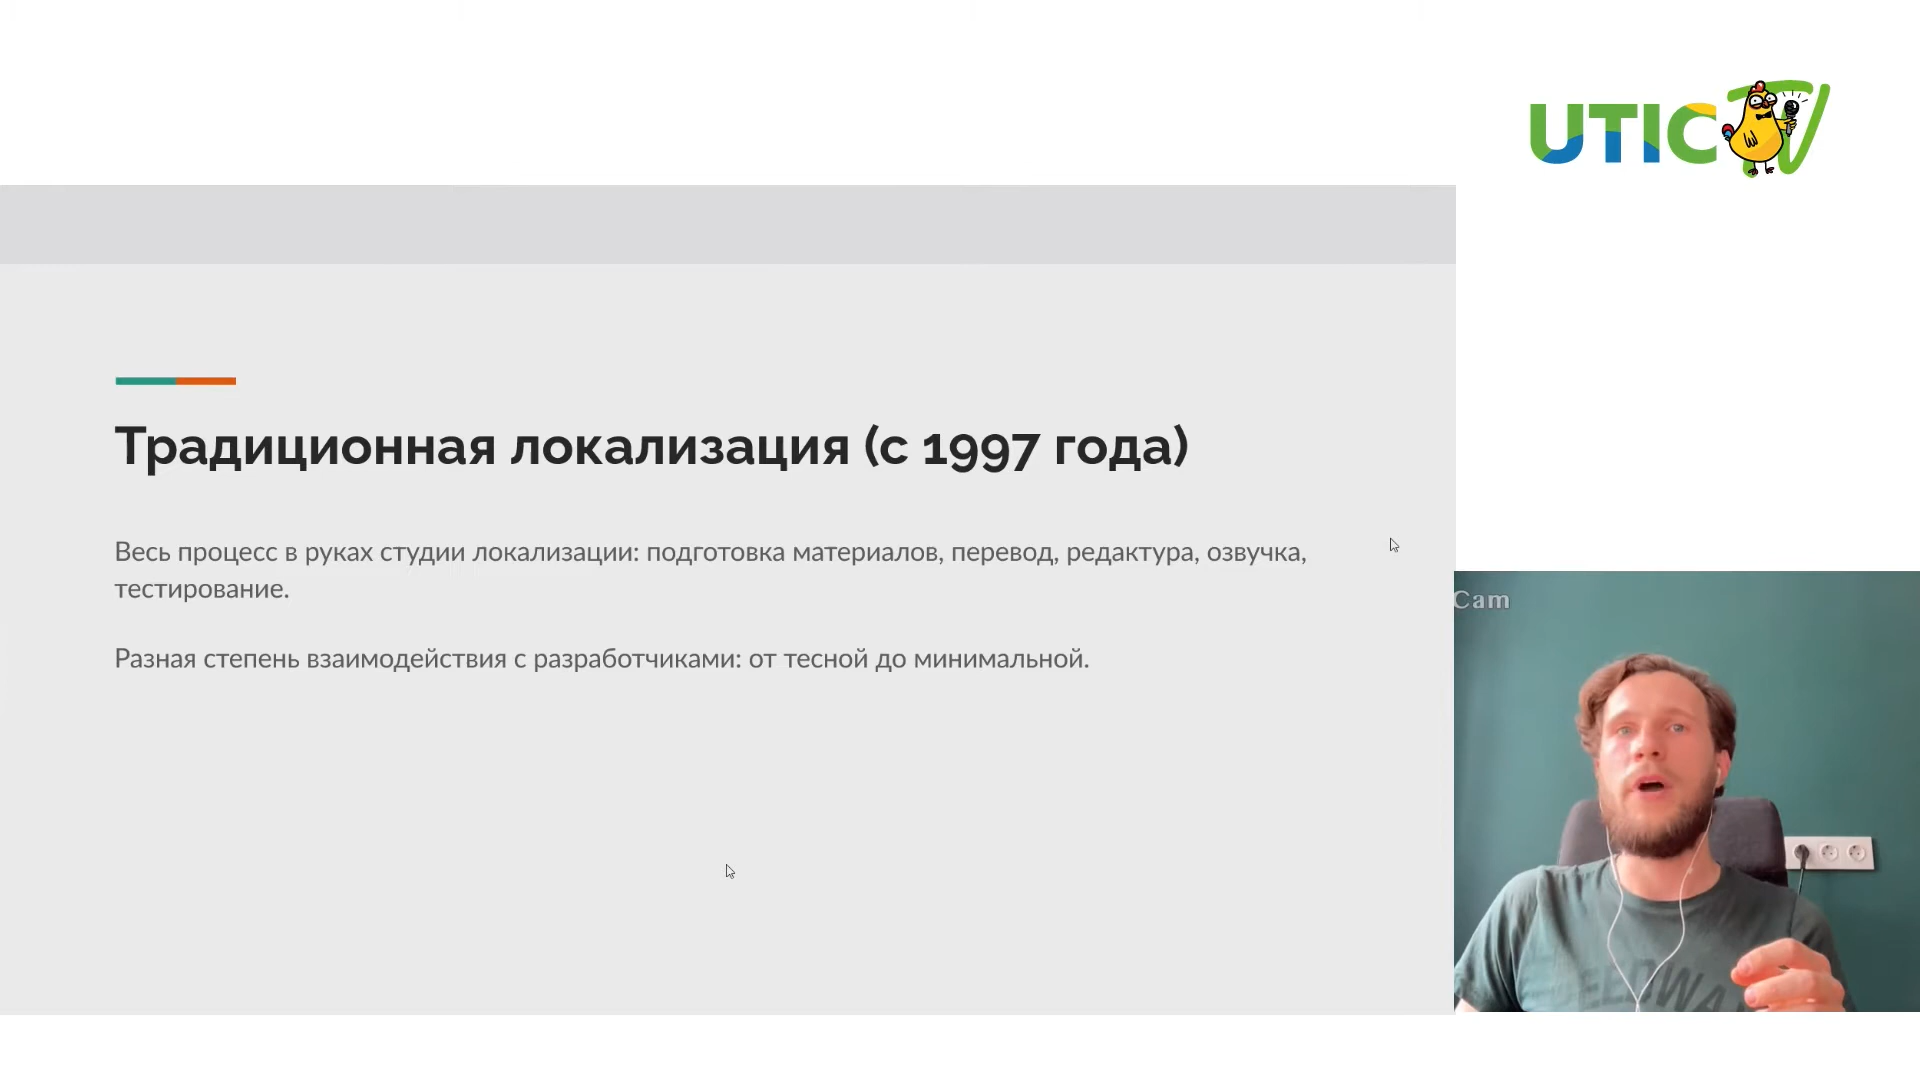 UTIC TV
Традиционная локализация (с 1997 года)
Весь процесс в руках студии локализации: подготовка материалов, перевод, редактура, озвучка,
тестирование.
Разная степень взаимодействия с разработчиками: от тесной до минимальной.
Cam